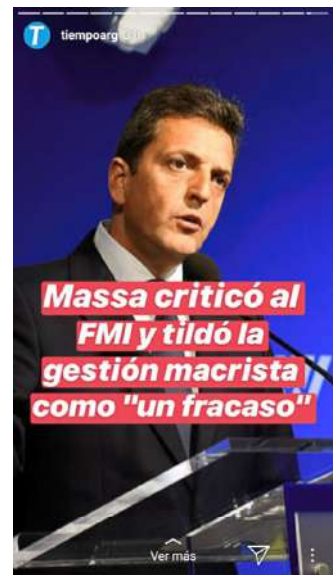 T tiempoarg
Massa criticó al
FMI y tildó la
gestión macrista
como "un fracaso"
Ver más